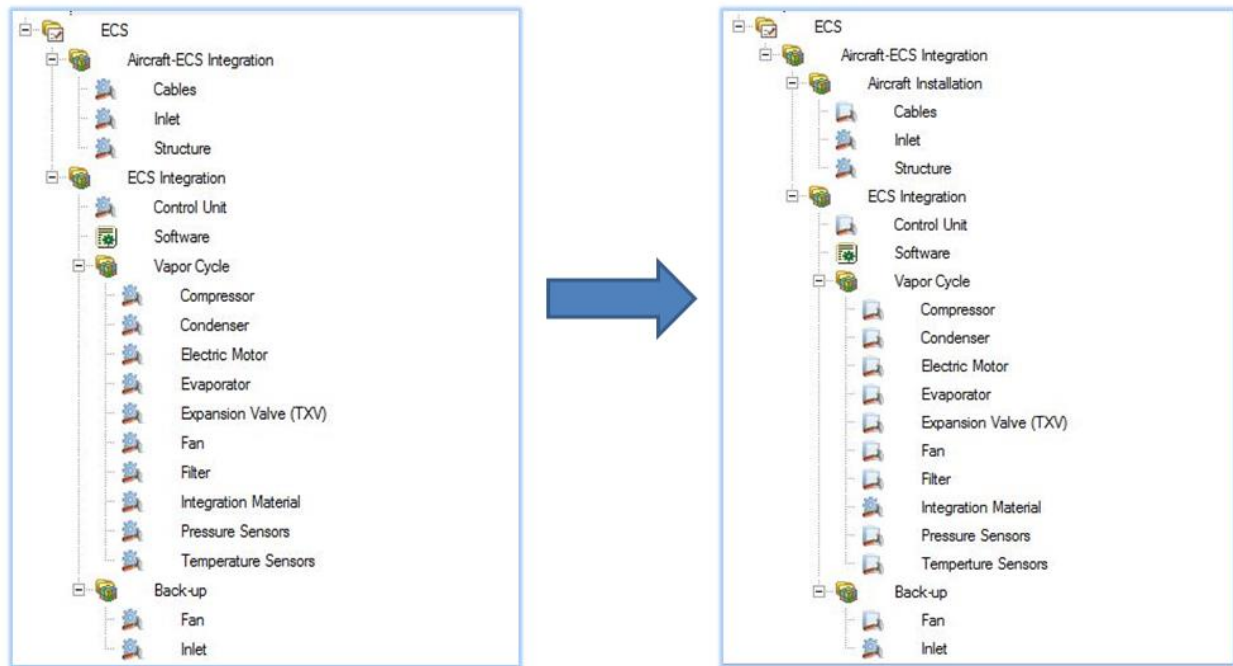 ECS
Aircraft-ECS Integration
Cables
Inlet
Structure
ECS Integration
Control Unit
Software
Vapor Cycle
Compressor
Condenser
Electric Motor
Evaporator
Expansion Valve (TXV)
Fan
Filter
Integration Material
Pressure Sensors
Temperature Sensors
Back-up
Fan
Inlet
ECS
Aircraft-ECS Integration
Aircraft Installation
Cables
Inlet
Structure
ECS Integration
Control Unit
Software
Vapor Cycle
Compressor
Condenser
Electric Motor
Evaporator
Expansion Valve (TXV)
Fan
Filter
Integration Material
Pressure Sensors
Temperture Sensors
Back-up
Fan
Inlet